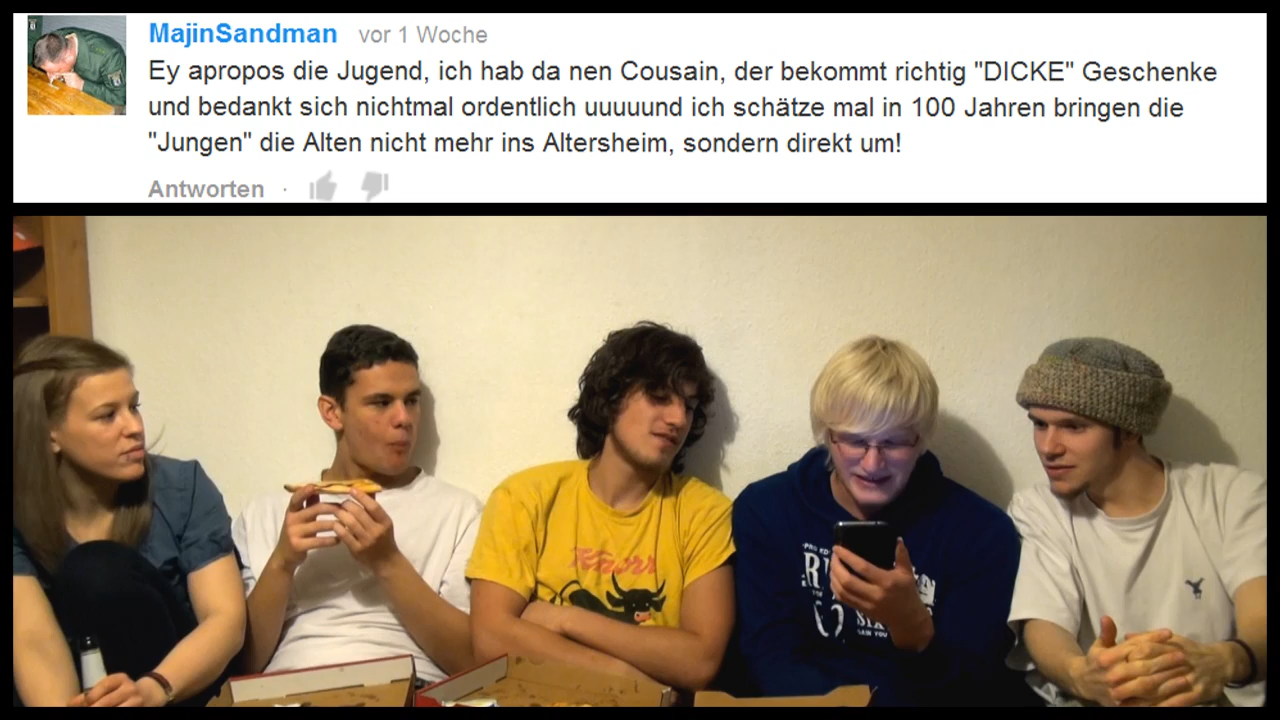 MajinSandman vor 1 Woche
Ey apropos die Jugend, ich hab da nen Cousain, der bekommt richtig "DICKE" Geschenke
und bedankt sich nichtmal ordentlich uuuuund ich schätze mal in 100 Jahren bringen die
"Jungen" die Alten nicht mehr ins Altersheim, sondern direkt um!
Antworten ·
Knorr